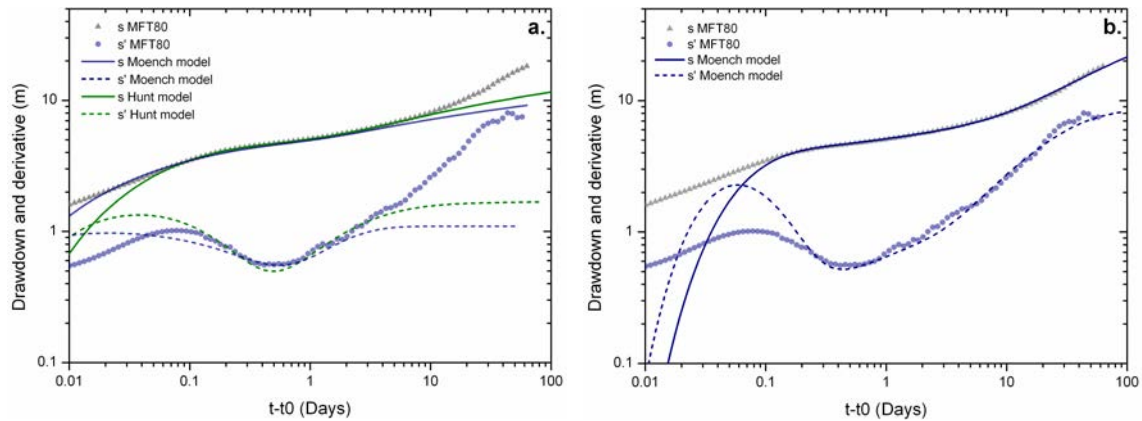 a.
s MFT80
s' MFT80
s Moench model
s' Moench model
s Hunt model
s' Hunt model
Drawdown and derivative (m)
10
1
0.1
0.01
0.1
1
10
100
t-t0 (Days)
b.
s MFT80
s' MFT80
s Moench model
s' Moench model
Drawdown and derivative (m)
10
1
0.1
0.01
0.1
1
10
100
t-t0 (Days)